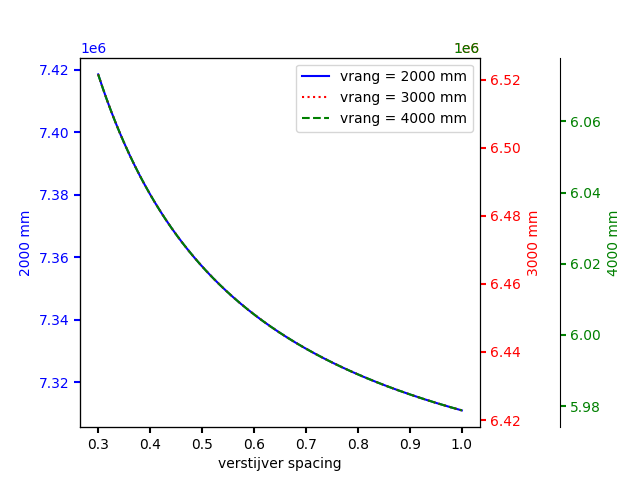 1e6
1e6
7.42
7.40
7.38
7.36
7.34
7.32
2000 mm
vrang = 2000 mm
vrang = 3000 mm
vrang = 4000 mm
6.52
6.50
6.48
6.46
6.44
6.42
3000 mm
6.06
6.04
6.02
6.00
5.98
4000 mm
0.3 0.4 0.5 0.6 0.7 0.8 0.9 1.0
verstijver spacing